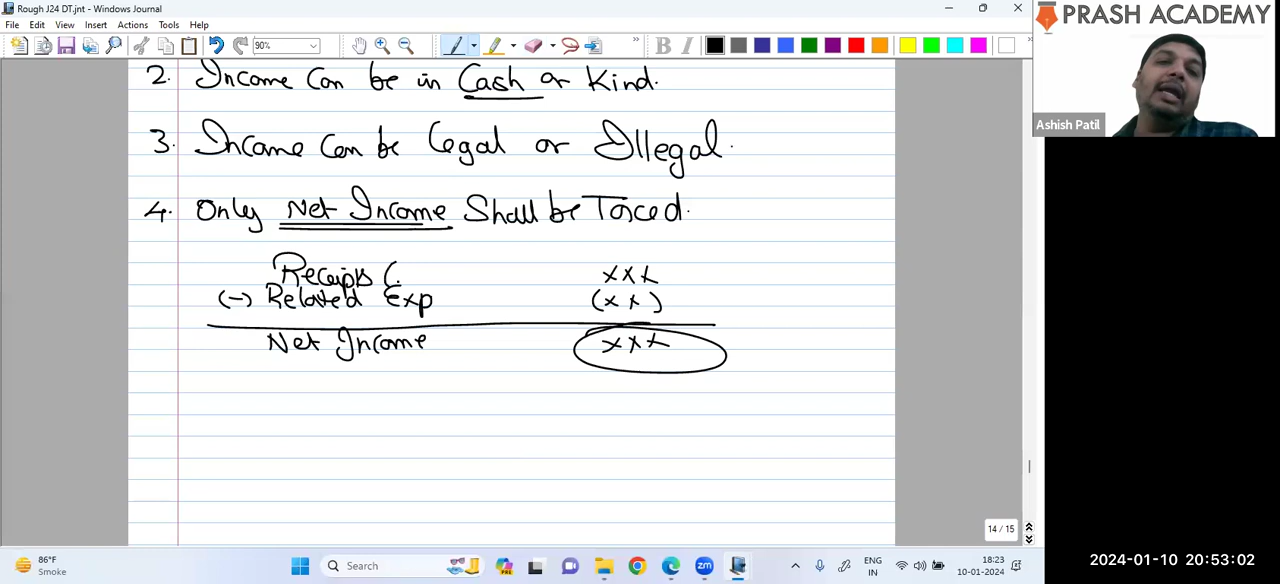 Rough J24 DT.jnt - Windows Journal
File Edit View Insert Actions Tools Help
90%
B I
PRASH ACADEMY
Ashish Patil
2. Income Can be in Cash or Kind.
3. Income Can be Legal or Illegal.
4. Only Net Income Shall be Taxed.
Receipts (. xxx
(-) Related Exp (xx)
Net Income xxx
14 / 15
86°F
Smoke
Search
ENG
IN
18:23
10-01-2024
2024-01-10 20:53:02